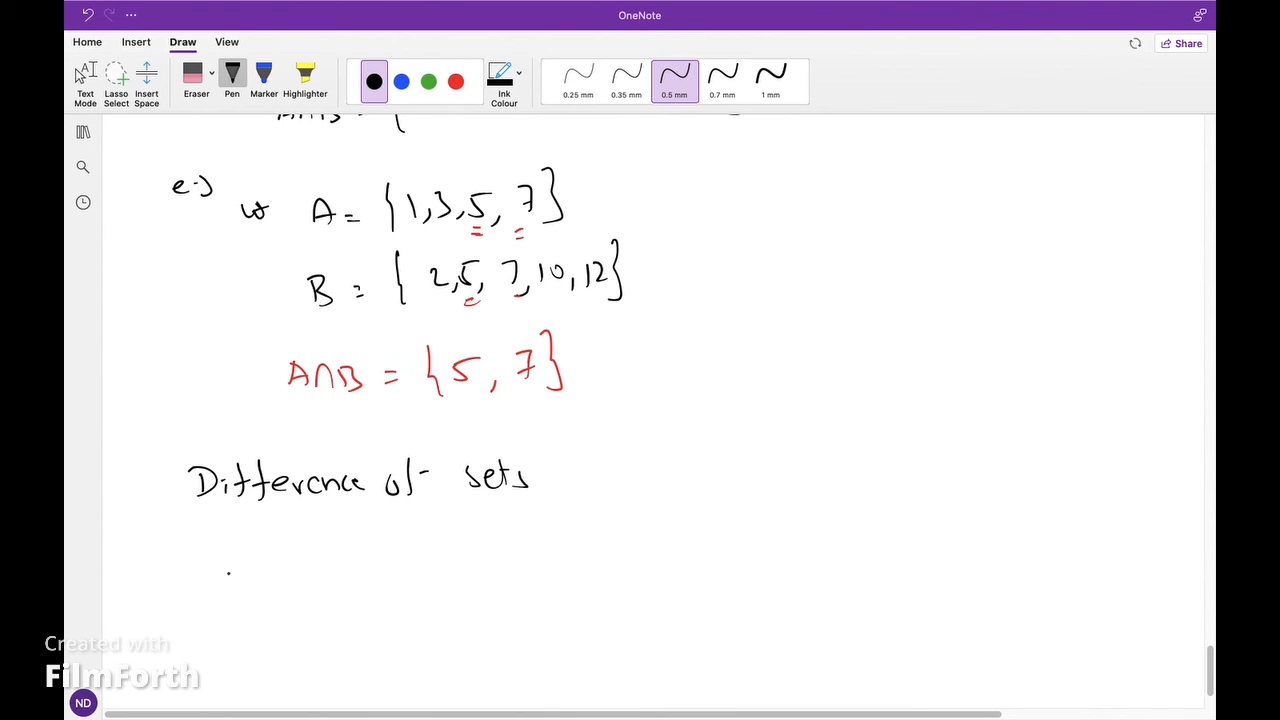 OneNote
Home Insert Draw View Share
Text Mode Lasso Select Insert Space Eraser Pen Marker Highlighter Ink Colour 0.25 mm 0.35 mm 0.5 mm 0.7 mm 1 mm
A∩B = {
A = {1, 3, 5, 7}
B = { 2, 5, 7, 10, 12}
A∩B = {5, 7}
Difference of sets
Created with
FilmForth
ND